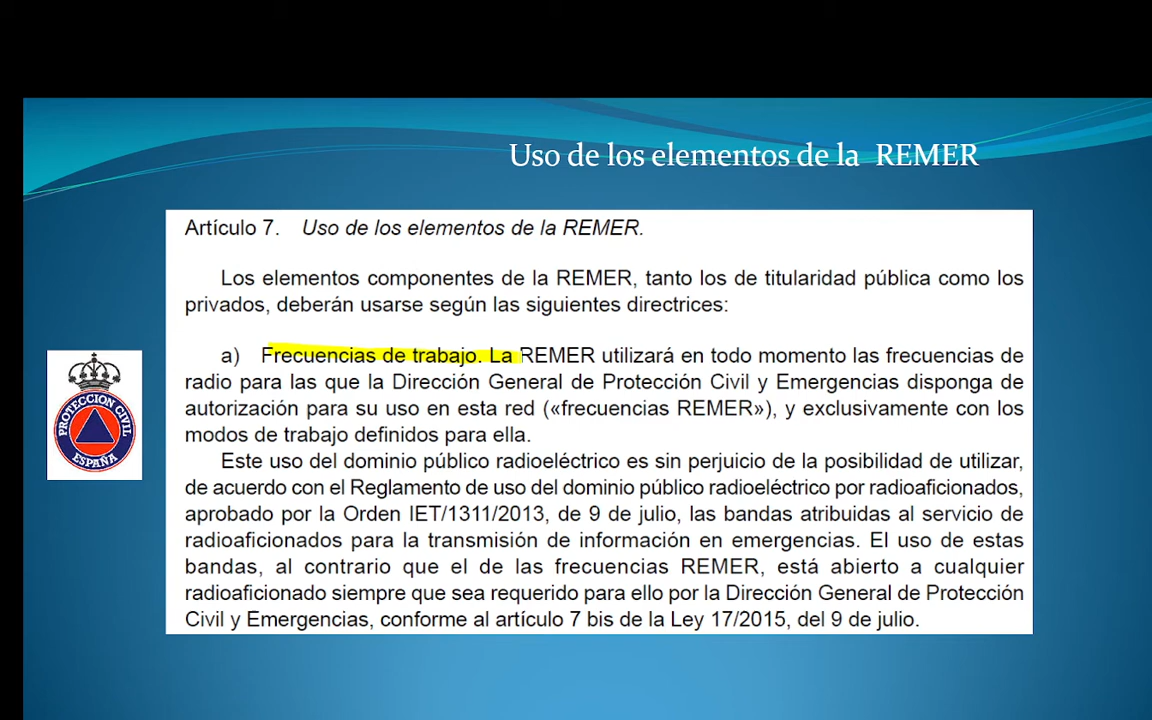 Uso de los elementos de la REMER
Artículo 7. Uso de los elementos de la REMER.
Los elementos componentes de la REMER, tanto los de titularidad pública como los
privados, deberán usarse según las siguientes directrices:
a) Frecuencias de trabajo. La REMER utilizará en todo momento las frecuencias de
radio para las que la Dirección General de Protección Civil y Emergencias disponga de
autorización para su uso en esta red («frecuencias REMER»), y exclusivamente con los
modos de trabajo definidos para ella.
Este uso del dominio público radioeléctrico es sin perjuicio de la posibilidad de utilizar,
de acuerdo con el Reglamento de uso del dominio público radioeléctrico por radioaficionados,
aprobado por la Orden IET/1311/2013, de 9 de julio, las bandas atribuidas al servicio de
radioaficionados para la transmisión de información en emergencias. El uso de estas
bandas, al contrario que el de las frecuencias REMER, está abierto a cualquier
radioaficionado siempre que sea requerido para ello por la Dirección General de Protección
Civil y Emergencias, conforme al artículo 7 bis de la Ley 17/2015, del 9 de julio.
PROTECCION CIVIL
ESPAÑA